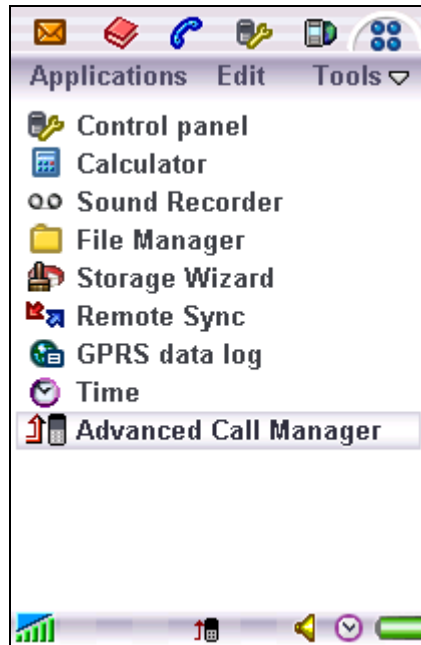 Applications Edit Tools
Control panel
Calculator
Sound Recorder
File Manager
Storage Wizard
Remote Sync
GPRS data log
Time
Advanced Call Manager